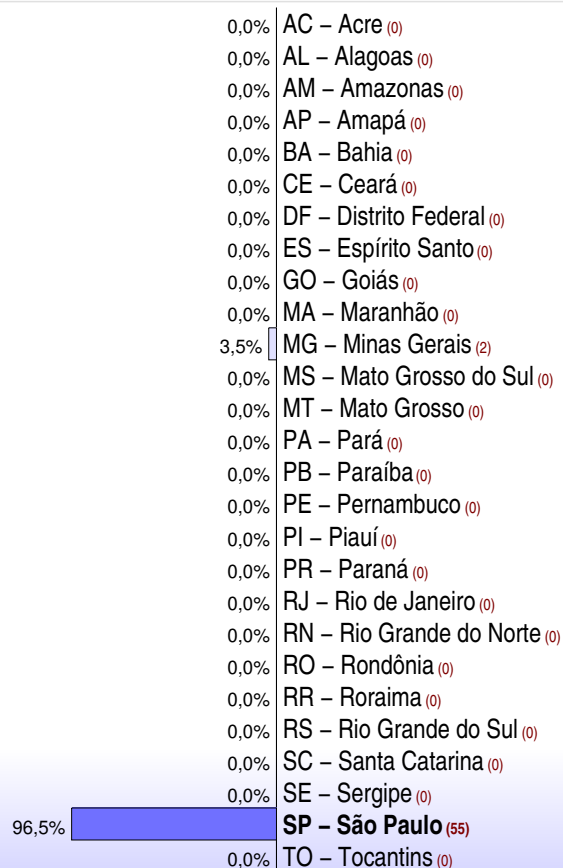 0,0% AC – Acre (0)
0,0% AL – Alagoas (0)
0,0% AM – Amazonas (0)
0,0% AP – Amapá (0)
0,0% BA – Bahia (0)
0,0% CE – Ceará (0)
0,0% DF – Distrito Federal (0)
0,0% ES – Espírito Santo (0)
0,0% GO – Goiás (0)
0,0% MA – Maranhão (0)
3,5% MG – Minas Gerais (2)
0,0% MS – Mato Grosso do Sul (0)
0,0% MT – Mato Grosso (0)
0,0% PA – Pará (0)
0,0% PB – Paraíba (0)
0,0% PE – Pernambuco (0)
0,0% PI – Piauí (0)
0,0% PR – Paraná (0)
0,0% RJ – Rio de Janeiro (0)
0,0% RN – Rio Grande do Norte (0)
0,0% RO – Rondônia (0)
0,0% RR – Roraima (0)
0,0% RS – Rio Grande do Sul (0)
0,0% SC – Santa Catarina (0)
0,0% SE – Sergipe (0)
96,5% SP – São Paulo (55)
0,0% TO – Tocantins (0)